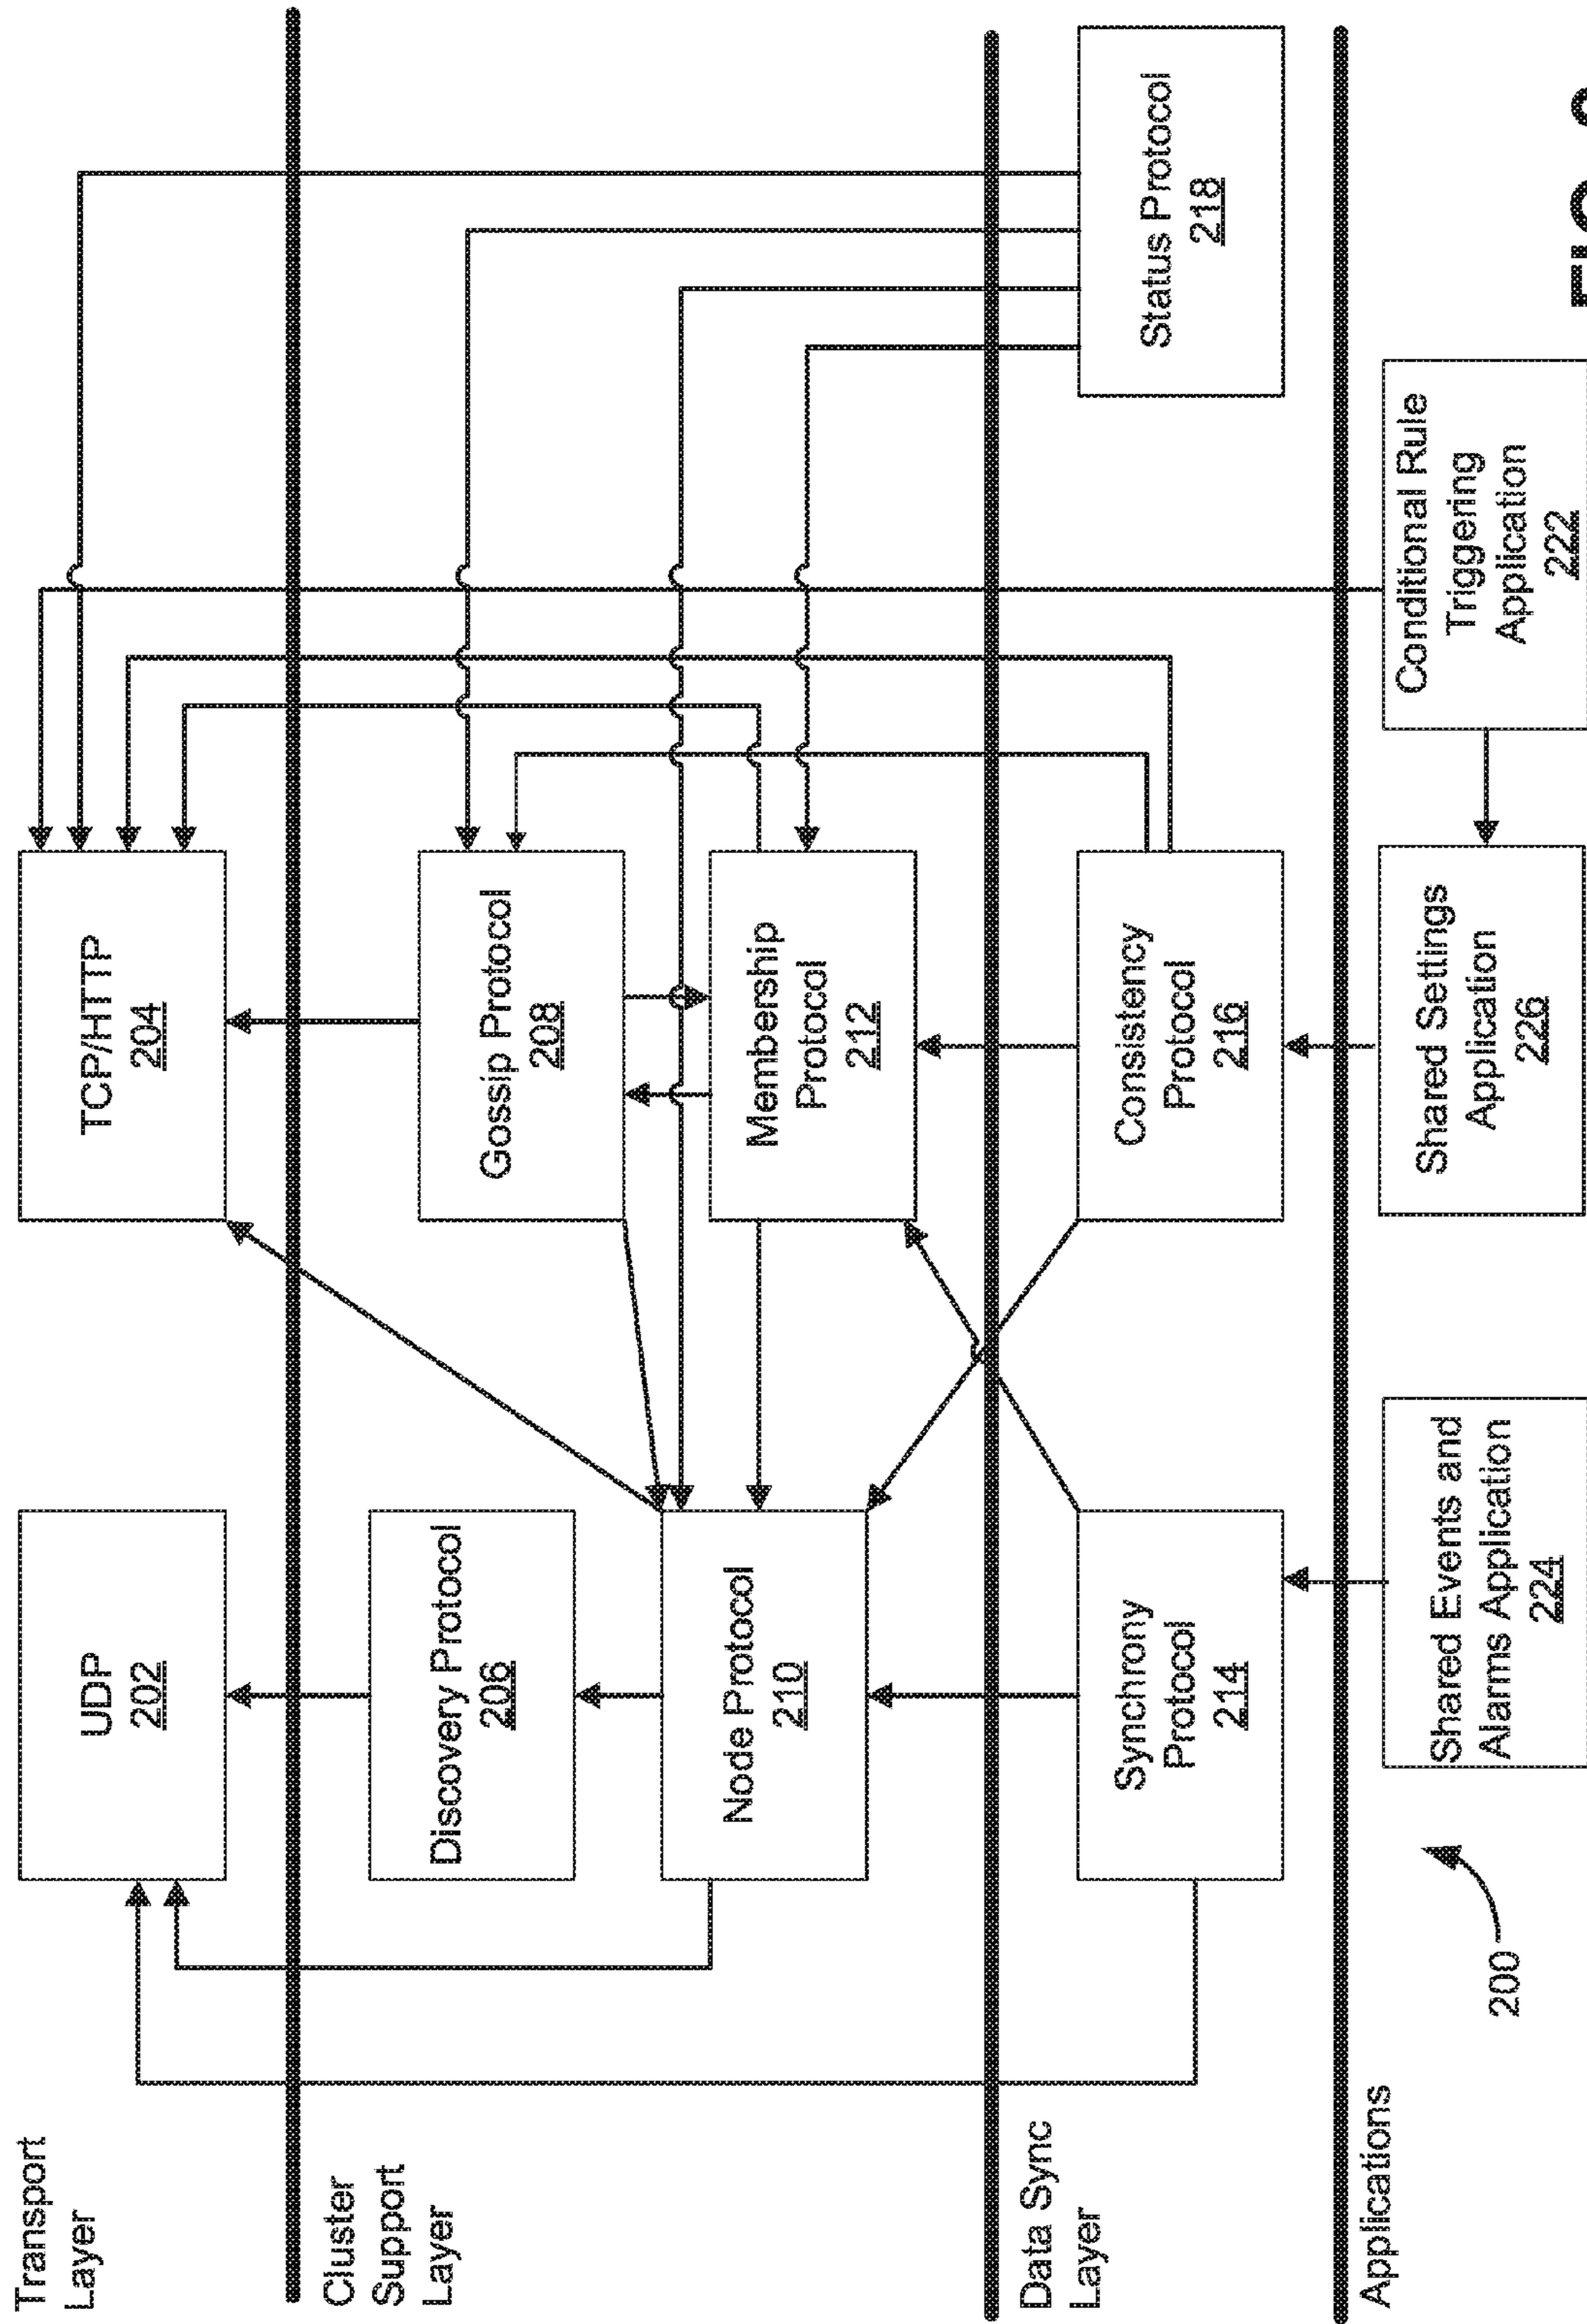 Transport
Layer
UDP
202
TCP/HTTP
204
Cluster
Support
Layer
Discovery Protocol
206
Gossip Protocol
208
Node Protocol
210
Membership
Protocol
212
Data Sync
Layer
Synchrony
Protocol
214
Consistency
Protocol
216
Status Protocol
218
Applications
Shared Events and
Alarms Application
224
Shared Settings
Application
226
Conditional Rule
Triggering
Application
222
200